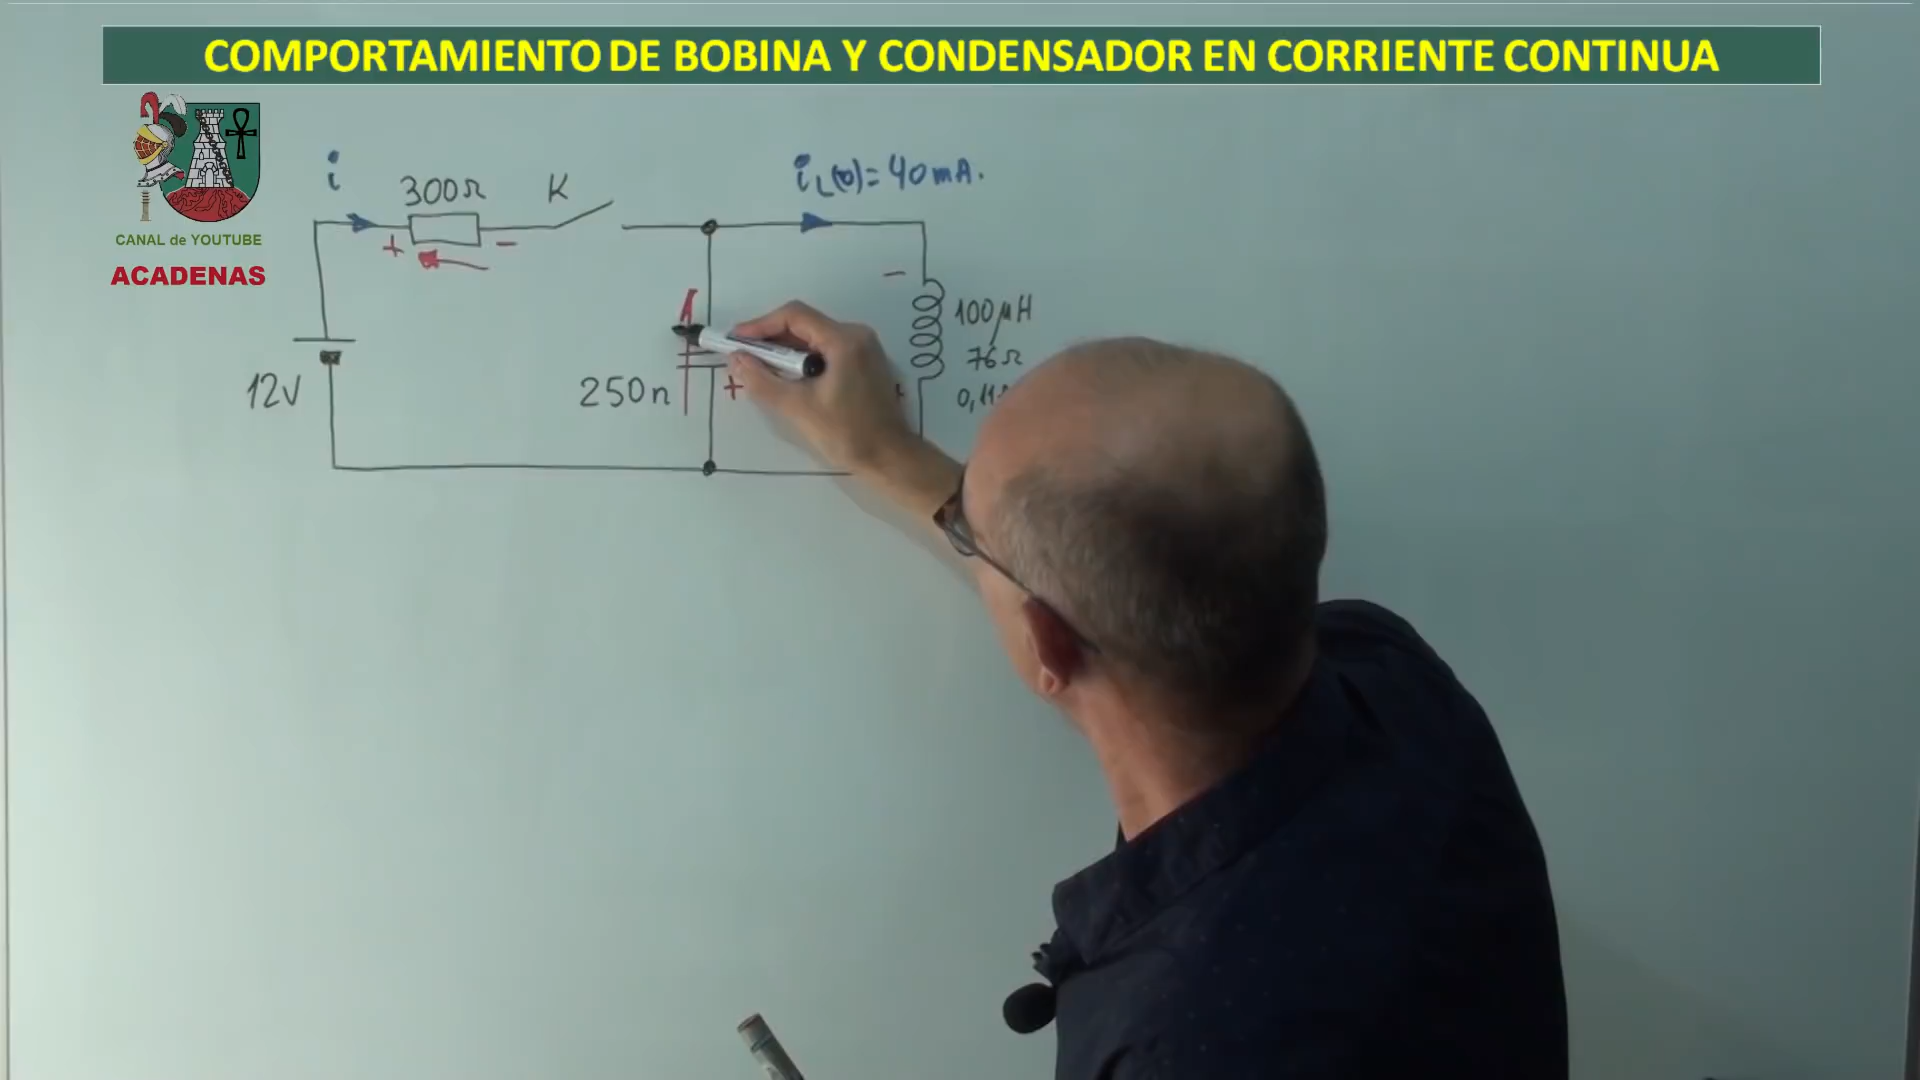 COMPORTAMIENTO DE BOBINA Y CONDENSADOR EN CORRIENTE CONTINUA
CANAL de YOUTUBE
ACADENAS
i
300Ω
K
iL(0)= 40mA.
+
-
-
100μH
76Ω
12V
250n
+